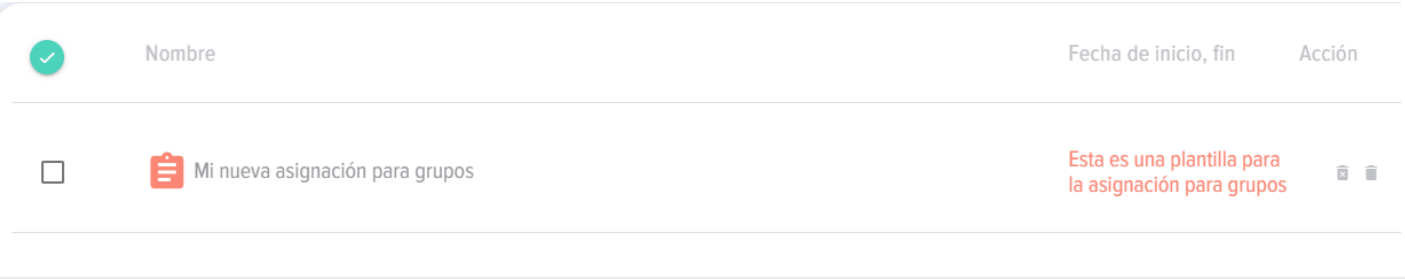 Nombre
Fecha de inicio, fin
Acción
Mi nueva asignación para grupos
Esta es una plantilla para
la asignación para grupos